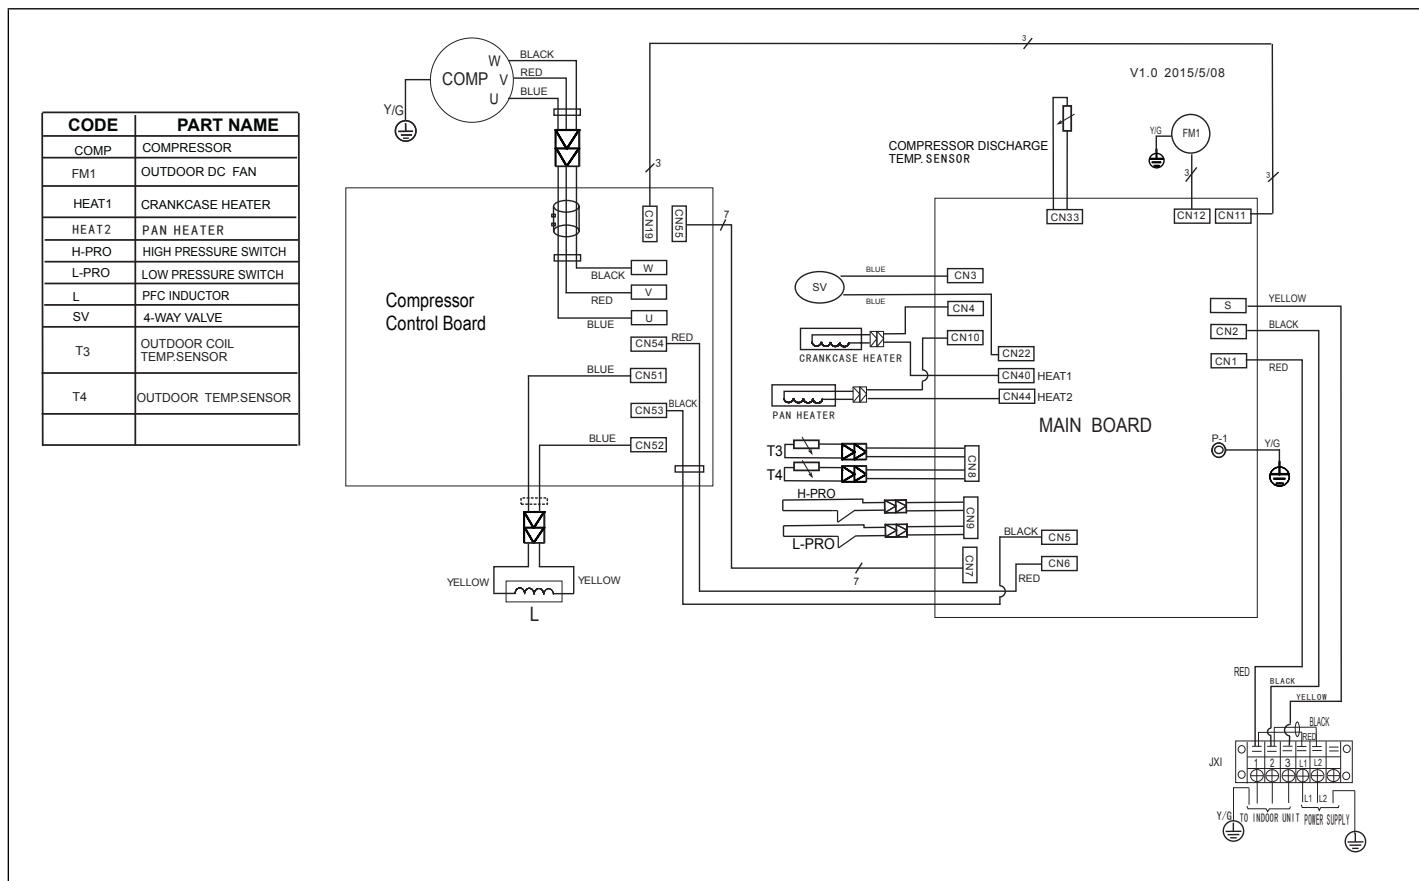 V1.0 2015/5/08
CODE PART NAME
COMP COMPRESSOR
FM1 OUTDOOR DC FAN
HEAT1 CRANKCASE HEATER
HEAT2 PAN HEATER
H-PRO HIGH PRESSURE SWITCH
L-PRO LOW PRESSURE SWITCH
L PFC INDUCTOR
SV 4-WAY VALVE
T3 OUTDOOR COIL
TEMP.SENSOR
T4 OUTDOOR TEMP.SENSOR
COMP
W
V
U
BLACK
RED
BLUE
Y/G
3
3
7
CN19
CN55
Compressor
Control Board
BLACK
W
RED
V
BLUE
U
CN54
RED
BLUE
CN51
CN53
BLACK
BLUE
CN52
YELLOW
YELLOW
L
COMPRESSOR DISCHARGE
TEMP.SENSOR
Y/G
FM1
3
3
CN33
CN12
CN11
SV
BLUE
BLUE
CN3
CN4
CN10
CRANKCASE HEATER
CN22
CN40 HEAT1
CN44 HEAT2
PAN HEATER
MAIN BOARD
S
YELLOW
CN2
BLACK
CN1
RED
P-1
Y/G
T3
T4
CN8
H-PRO
L-PRO
CN9
CN7
7
BLACK
CN5
CN6
RED
RED
BLACK
YELLOW
BLACK
RED
JXI
1 2 3 L1 L2
L1 L2
Y/G
TO INDOOR UNIT
POWER SUPPLY